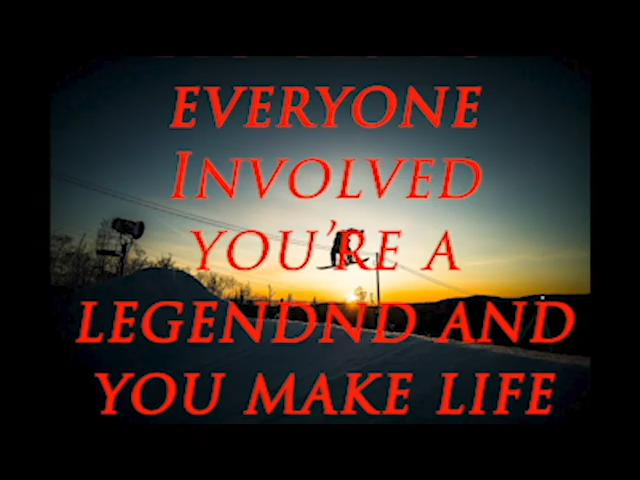 EVERYONE
INVOLVED
YOU'RE A
LEGENDND AND
YOU MAKE LIFE